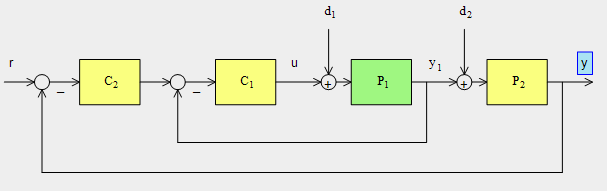 d₁ d₂
r u y₁ y
C₂ C₁ + P₁ + P₂
− −